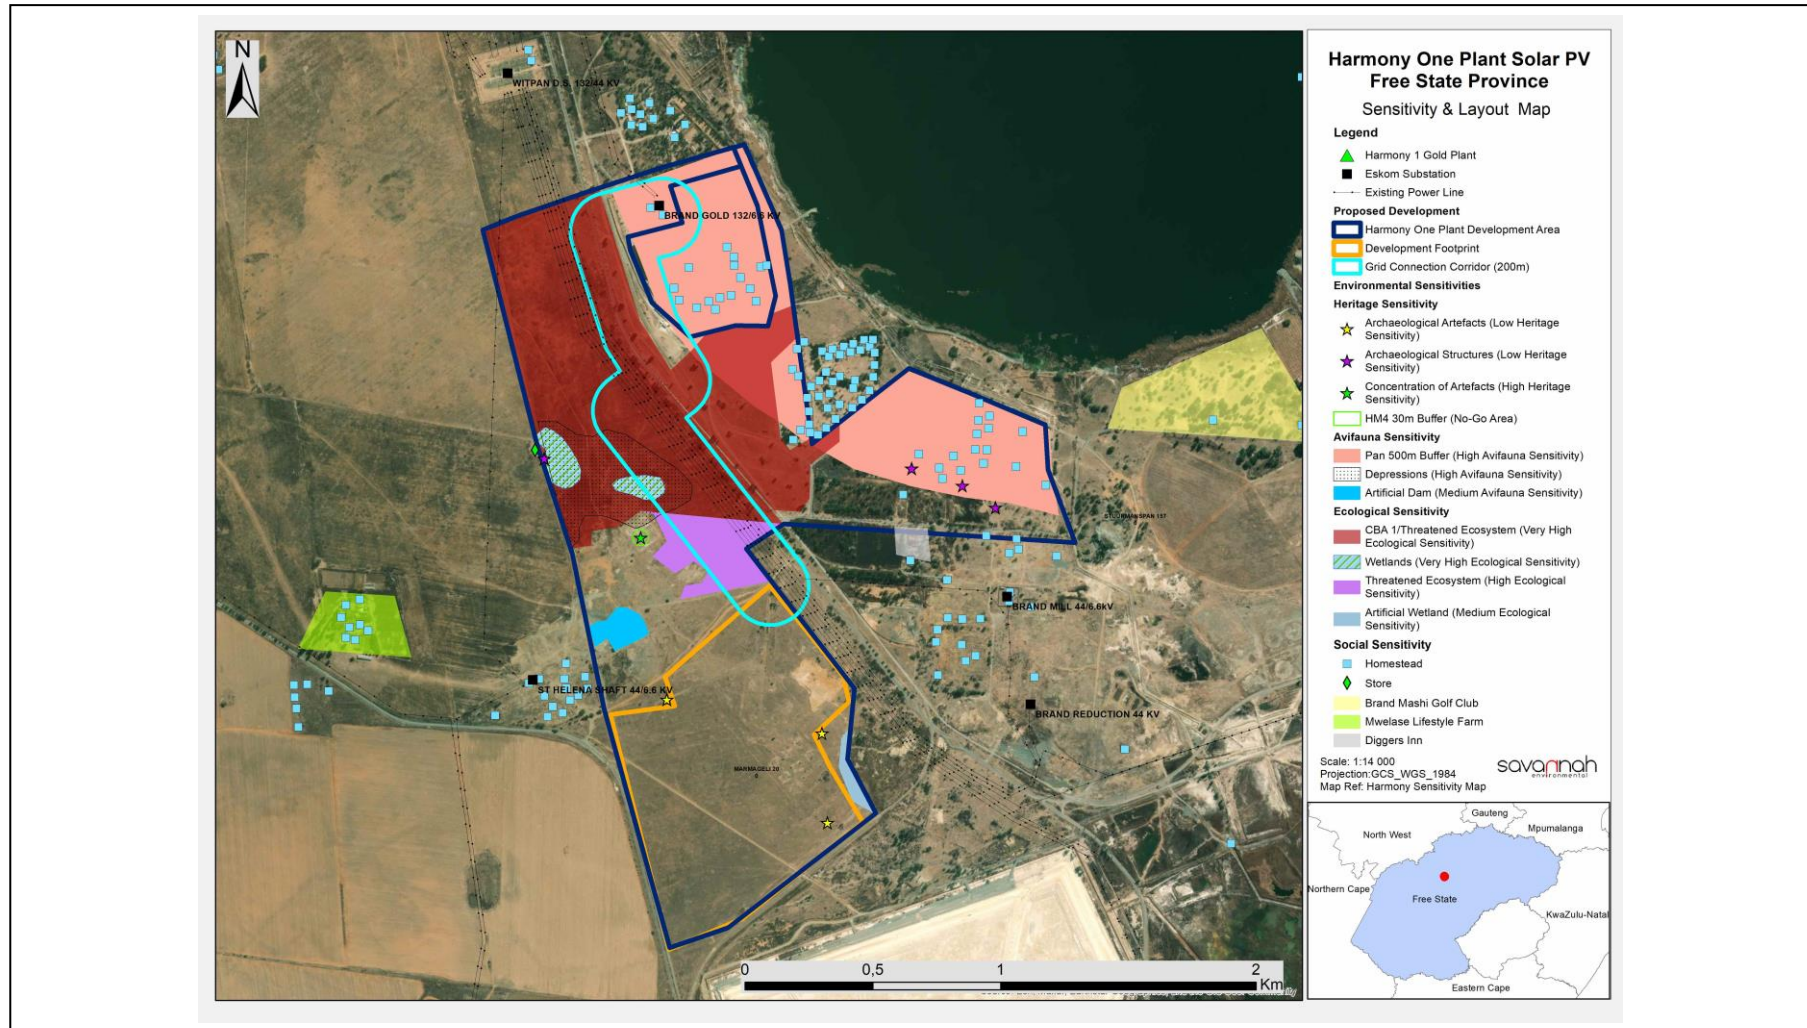 N
WITPAN D.S. 132/44 KV
BRAND GOLD 132/6.6 KV
STUURMANSPAN 157
BRAND MILL 44/6.6kV
ST HELENA SHAFT 44/6.6 KV
BRAND REDUCTION 44 KV
MARMAGELI 20
0
0,5
1
2
Km
Harmony One Plant Solar PV
Free State Province
Sensitivity & Layout Map
Legend
Harmony 1 Gold Plant
Eskom Substation
Existing Power Line
Proposed Development
Harmony One Plant Development Area
Development Footprint
Grid Connection Corridor (200m)
Environmental Sensitivities
Heritage Sensitivity
Archaeological Artefacts (Low Heritage
Sensitivity)
Archaeological Structures (Low Heritage
Sensitivity)
Concentration of Artefacts (High Heritage
Sensitivity)
HM4 30m Buffer (No-Go Area)
Avifauna Sensitivity
Pan 500m Buffer (High Avifauna Sensitivity)
Depressions (High Avifauna Sensitivity)
Artificial Dam (Medium Avifauna Sensitivity)
Ecological Sensitivity
CBA 1/Threatened Ecosystem (Very High
Ecological Sensitivity)
Wetlands (Very High Ecological Sensitivity)
Threatened Ecosystem (High Ecological
Sensitivity)
Artificial Wetland (Medium Ecological
Sensitivity)
Social Sensitivity
Homestead
Store
Brand Mashi Golf Club
Mwelase Lifestyle Farm
Diggers Inn
Scale: 1:14 000
Projection:GCS_WGS_1984
Map Ref: Harmony Sensitivity Map
savannah
environmental
Gauteng
North West
Mpumalanga
Northern Cape
Free State
KwaZulu-Natal
Eastern Cape